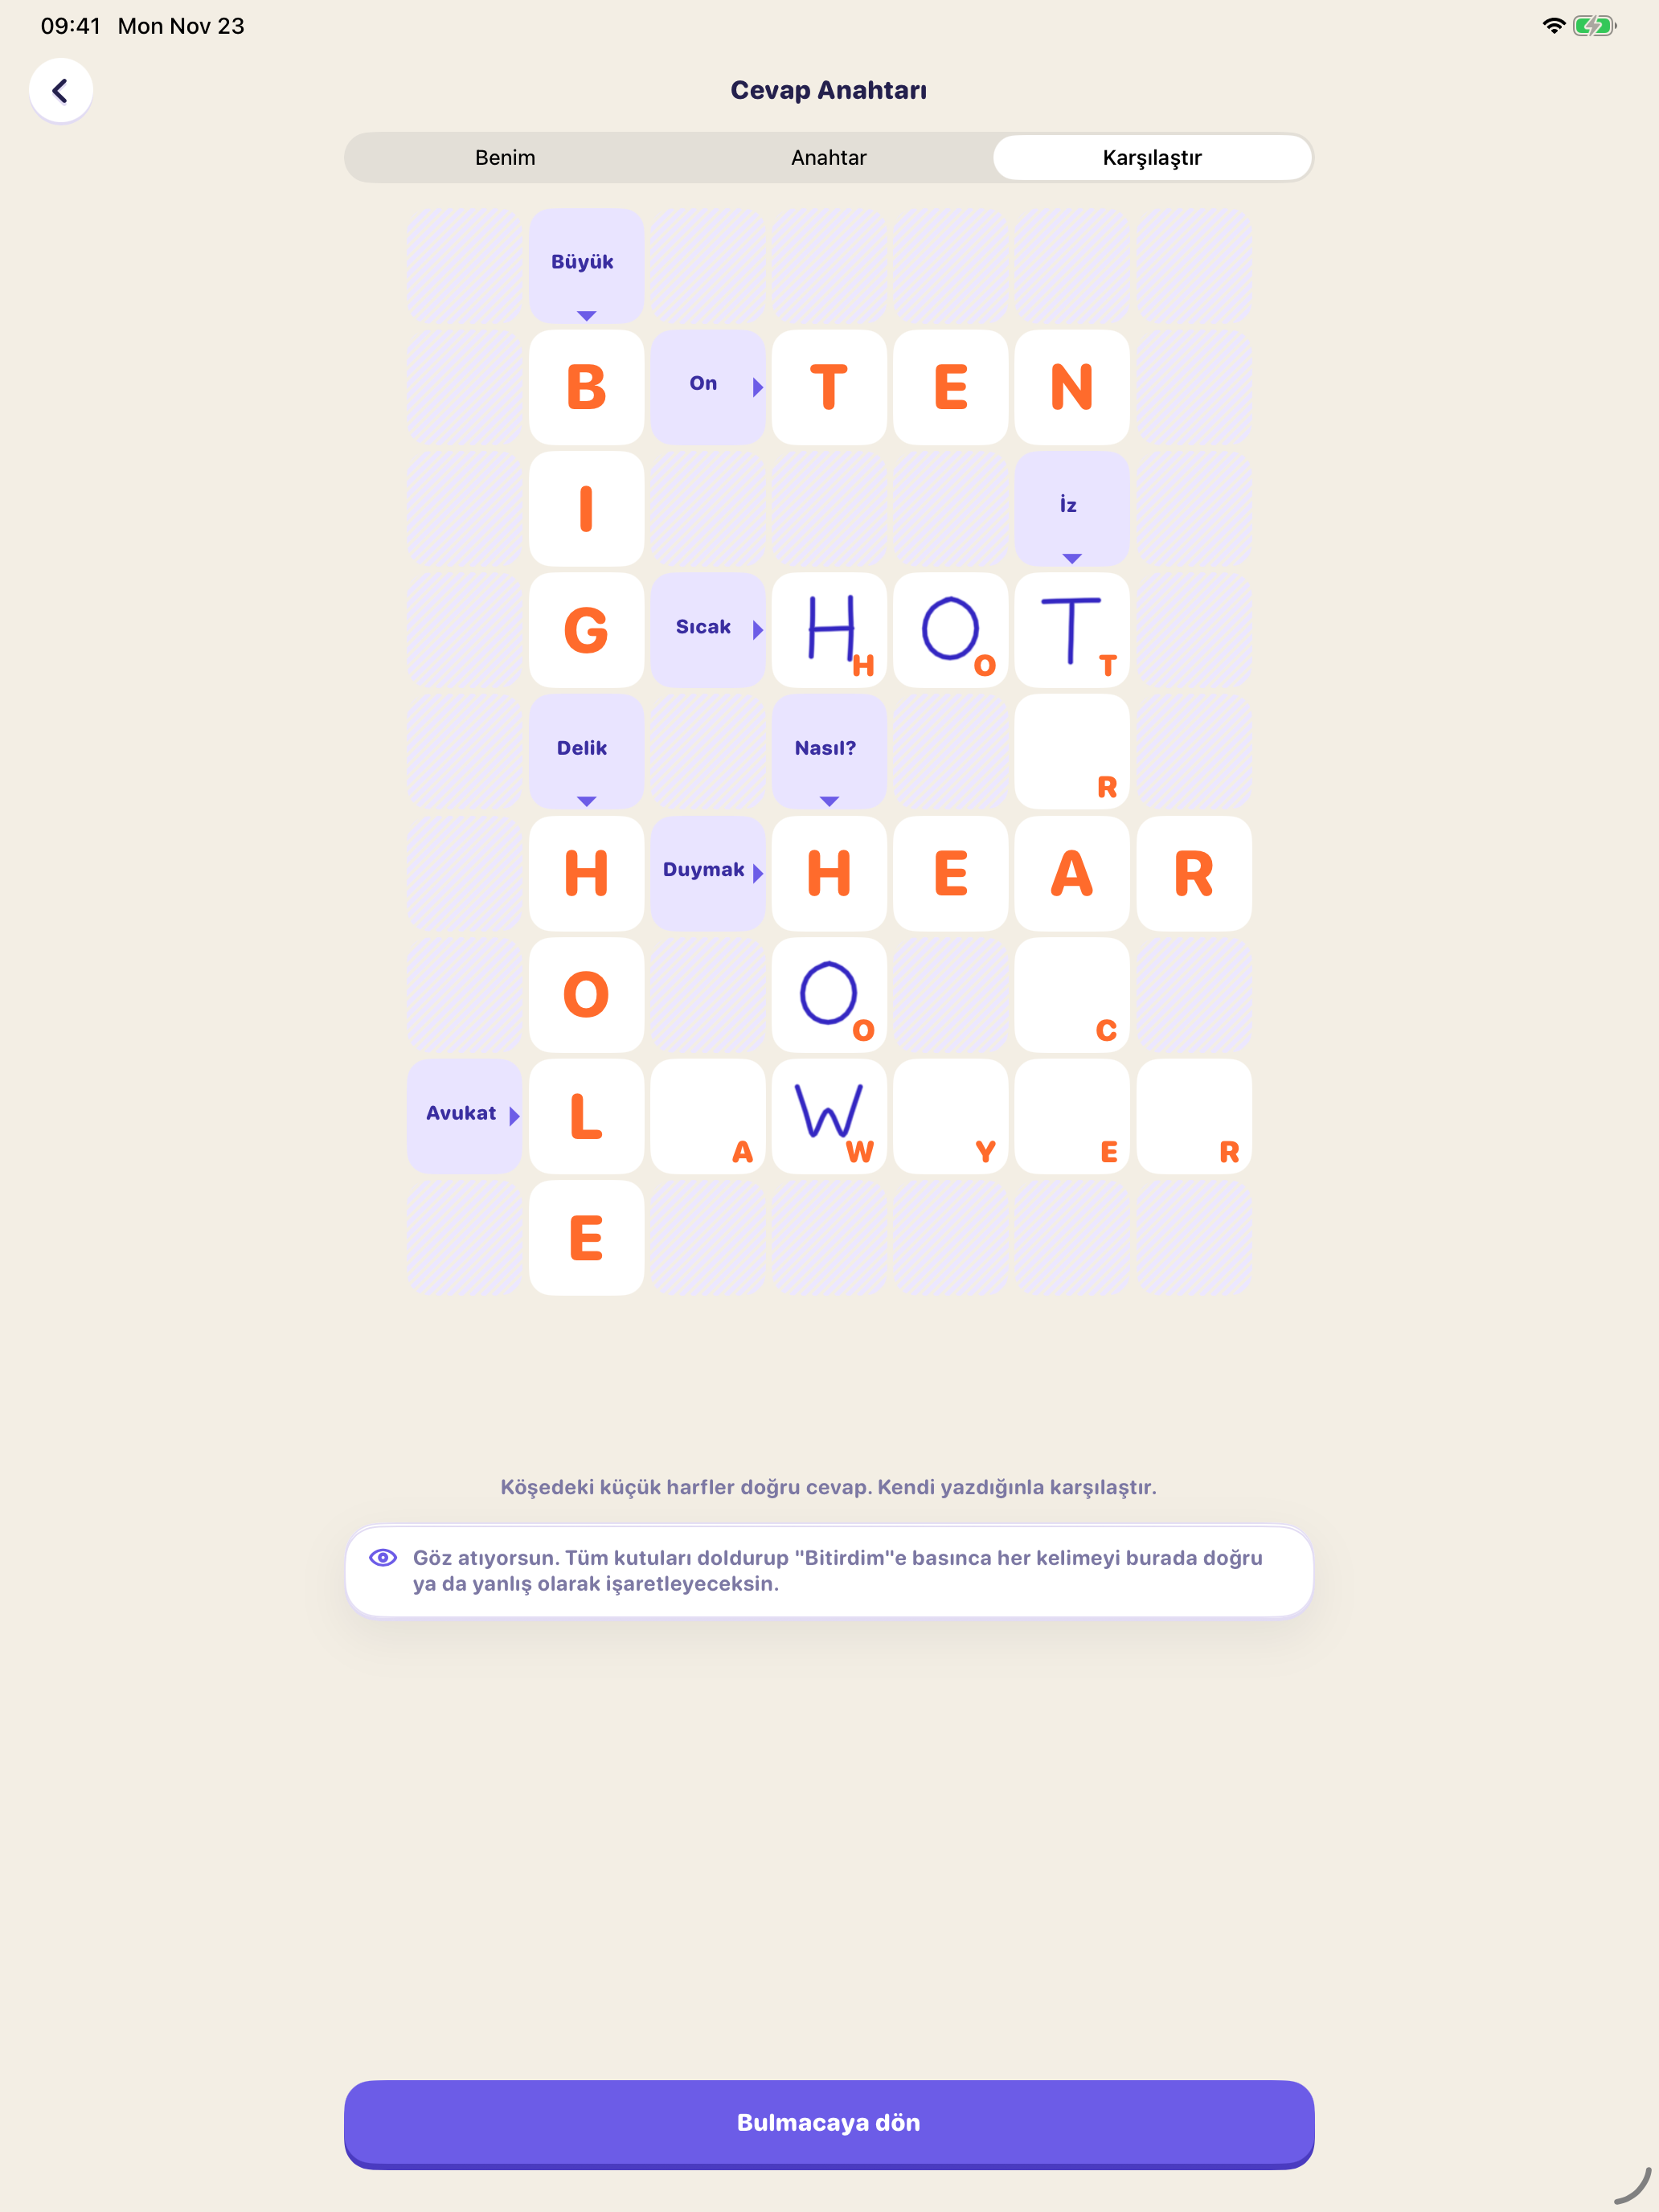 09:41 Mon Nov 23
Cevap Anahtarı
Benim Anahtar Karşılaştır
Büyük
B On T E N
I İz
G Sıcak H H O O T T
Delik Nasıl? R
H Duymak H E A R
O O O C
Avukat L A W W Y E R
E
Köşedeki küçük harfler doğru cevap. Kendi yazdığınla karşılaştır.
Göz atıyorsun. Tüm kutuları doldurup "Bitirdim"e basınca her kelimeyi burada doğru
ya da yanlış olarak işaretleyeceksin.
Bulmacaya dön